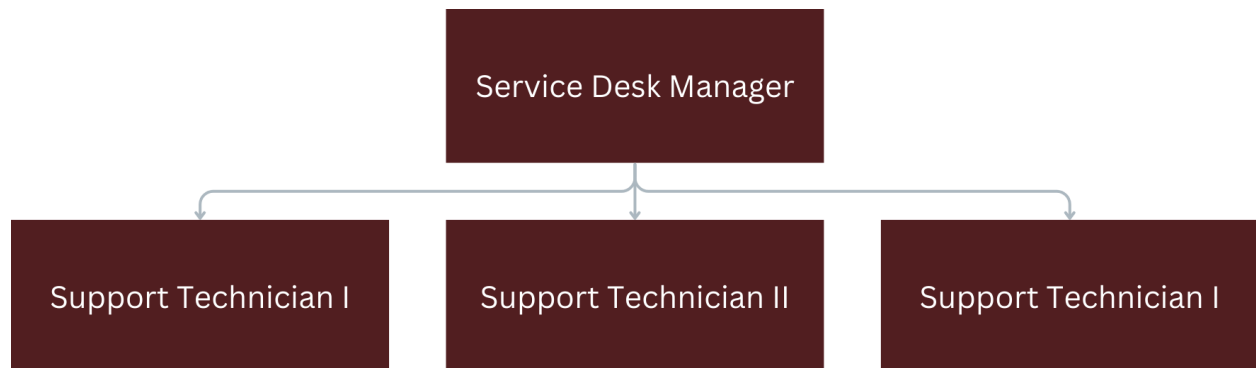 Service Desk Manager
Support Technician I
Support Technician II
Support Technician I